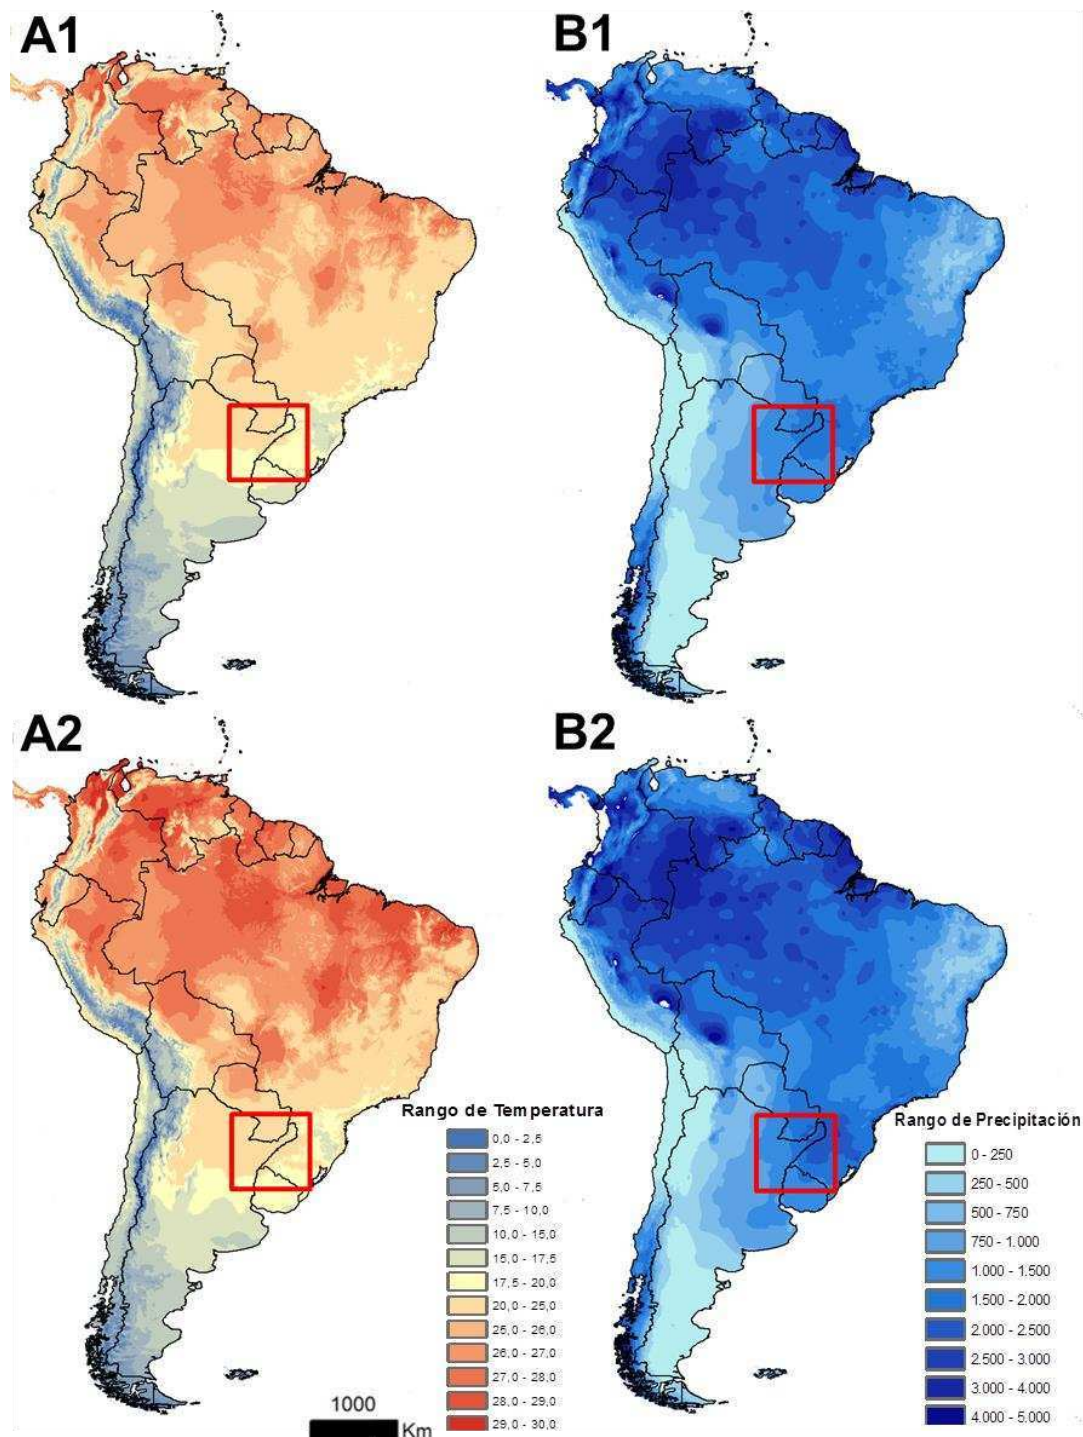 A1
B1
A2
B2
Rango de Temperatura
0,0 - 2,5
2,5 - 5,0
5,0 - 7,5
7,5 - 10,0
10,0 - 15,0
15,0 - 17,5
17,5 - 20,0
20,0 - 25,0
25,0 - 26,0
26,0 - 27,0
27,0 - 28,0
28,0 - 29,0
29,0 - 30,0
1000
Km
Rango de Precipitación
0 - 250
250 - 500
500 - 750
750 - 1.000
1.000 - 1.500
1.500 - 2.000
2.000 - 2.500
2.500 - 3.000
3.000 - 4.000
4.000 - 5.000